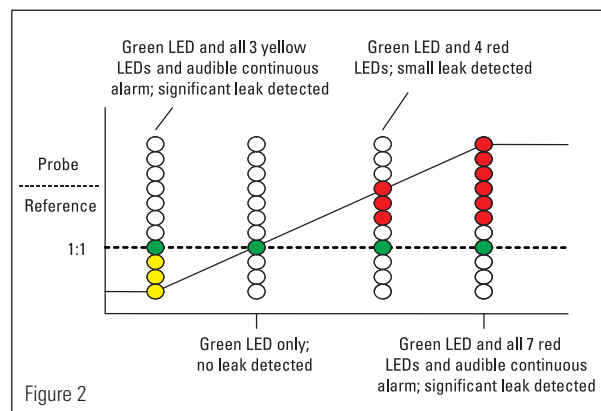 Green LED and all 3 yellow
LEDs and audible continuous
alarm; significant leak detected
Green LED and 4 red
LEDs; small leak detected
Probe
Reference
1:1
Green LED only;
no leak detected
Green LED and all 7 red
LEDs and audible continuous
alarm; significant leak detected
Figure 2